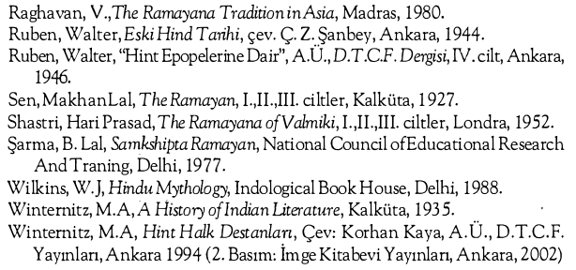 Raghavan, V., The Ramayana Tradition in Asia, Madras, 1980.
Ruben, Walter, Eski Hind Tarihi, çev. Ç. Z. Şanbey, Ankara, 1944.
Ruben, Walter, “Hint Epopelerine Dair”, A.Ü., D.T.C.F. Dergisi, IV. cilt, Ankara,
1946.
Sen, Makhan Lal, The Ramayan, I.,II.,III. ciltler, Kalküta, 1927.
Shastri, Hari Prasad, The Ramayana of Valmiki, I.,II.,III. ciltler, Londra, 1952.
Şarma, B. Lal, Samkshipta Ramayan, National Council of Educational Research
And Traning, Delhi, 1977.
Wilkins, W.J, Hindu Mythology, Indological Book House, Delhi, 1988.
Winternitz, M.A, A History of Indian Literature, Kalküta, 1935.
Winternitz, M.A, Hint Halk Destanları, Çev: Korhan Kaya, A.Ü., D.T.C.F.
Yayınları, Ankara 1994 (2. Basım: İmge Kitabevi Yayınları, Ankara, 2002)